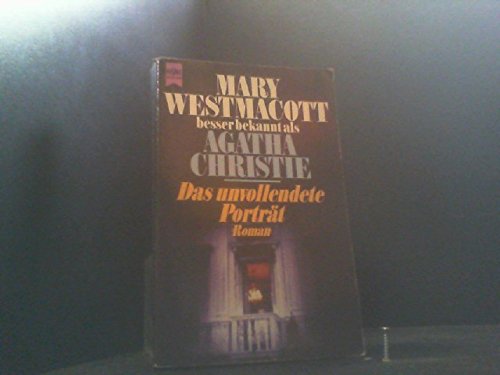 MARY
WESTMACOTT
besser bekannt als
AGATHA
CHRISTIE
Das unvollendete
Porträt
Roman